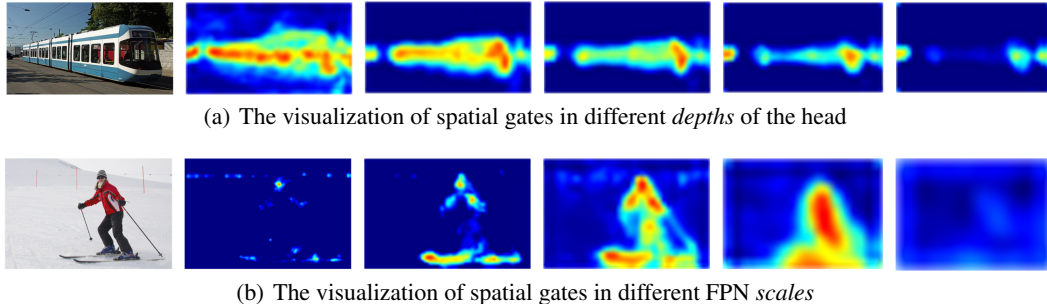 (a) The visualization of spatial gates in different depths of the head
(b) The visualization of spatial gates in different FPN scales